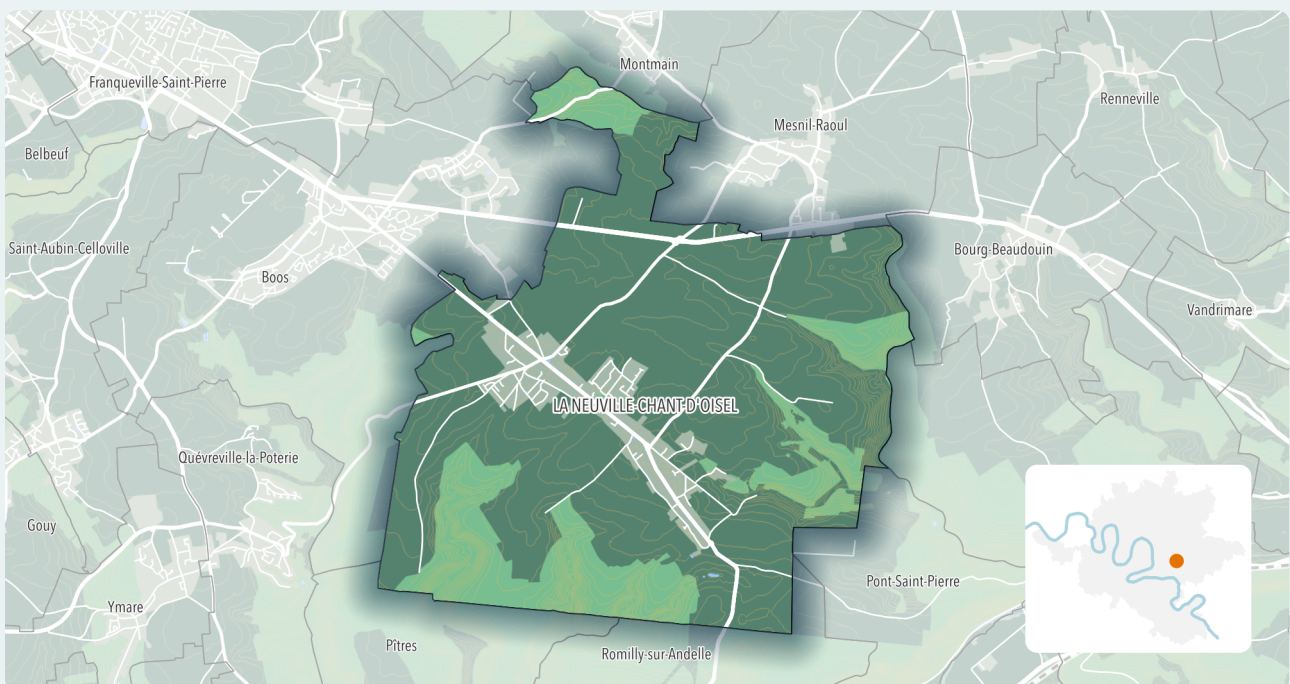 Montmain
Franqueville-Saint-Pierre
Renneville
Mesnil-Raoul
Belbeuf
Saint-Aubin-Celloville
Bourg-Beaudouin
Boos
Vandrimare
LA NEUVILLE-CHANT-D'OISEL
Quévreville-la-Poterie
Gouy
Pont-Saint-Pierre
Ymare
Pîtres
Romilly-sur-Andelle